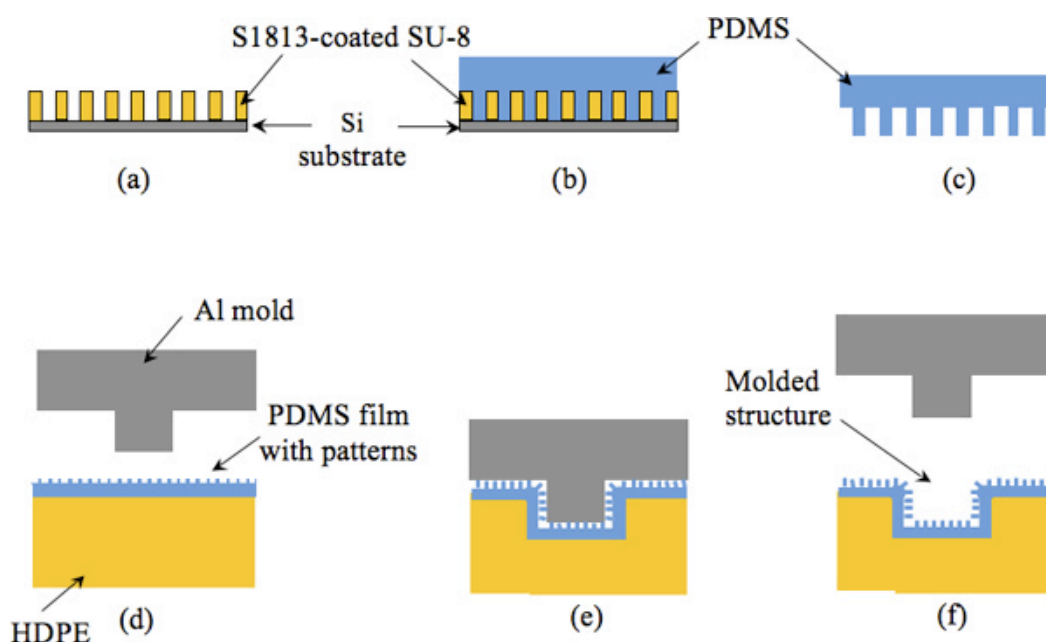 S1813-coated SU-8
PDMS
Si
substrate
(a)
(b)
(c)
Al mold
PDMS film
with patterns
Molded
structure
HDPE
(d)
(e)
(f)